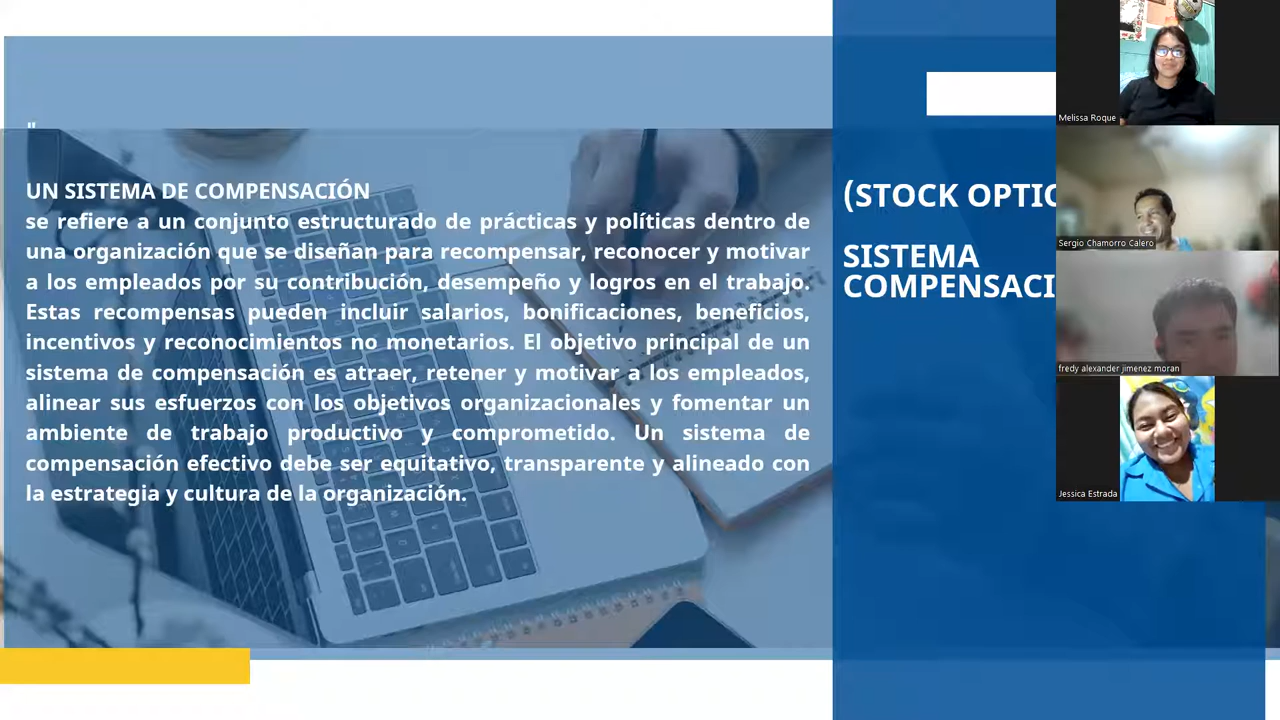 "
UN SISTEMA DE COMPENSACIÓN
se refiere a un conjunto estructurado de prácticas y políticas dentro de
una organización que se diseñan para recompensar, reconocer y motivar
a los empleados por su contribución, desempeño y logros en el trabajo.
Estas recompensas pueden incluir salarios, bonificaciones, beneficios,
incentivos y reconocimientos no monetarios. El objetivo principal de un
sistema de compensación es atraer, retener y motivar a los empleados,
alinear sus esfuerzos con los objetivos organizacionales y fomentar un
ambiente de trabajo productivo y comprometido. Un sistema de
compensación efectivo debe ser equitativo, transparente y alineado con
la estrategia y cultura de la organización.
(STOCK OPTIO
SISTEMA
COMPENSACI
Melissa Roque
Sergio Chamorro Calero
fredy alexander jimenez moran
Jessica Estrada